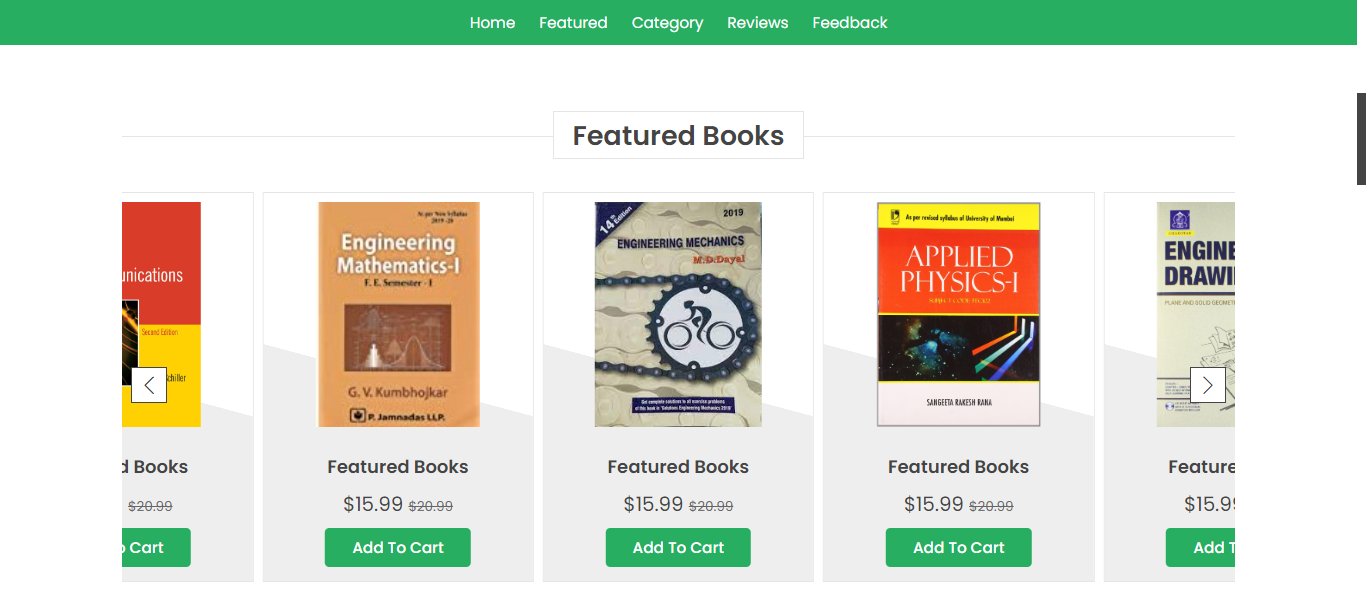 Home Featured Category Reviews Feedback
Featured Books
unications
Second Edition
chiller
d Books
$20.99
o Cart
As per New Syllabus
2019 -20
Engineering
Mathematics-I
F. E. Semester - I
G. V. Kumbhojkar
P. Jamnadas LLP.
Featured Books
$15.99 $20.99
Add To Cart
14th Edition
2019
ENGINEERING MECHANICS
M.D.Dayal
Get complete solutions to all exercise problems
of this book in 'Solutions Engineering Mechanics 2019'
Featured Books
$15.99 $20.99
Add To Cart
As per revised syllabus of University of Mumbai
APPLIED
PHYSICS-I
SANGEETA RAKESH RANA
Featured Books
$15.99 $20.99
Add To Cart
ENGINE
DRAWI
PLANE AND SOLID GEOMET
Feature
$15.9
Add T